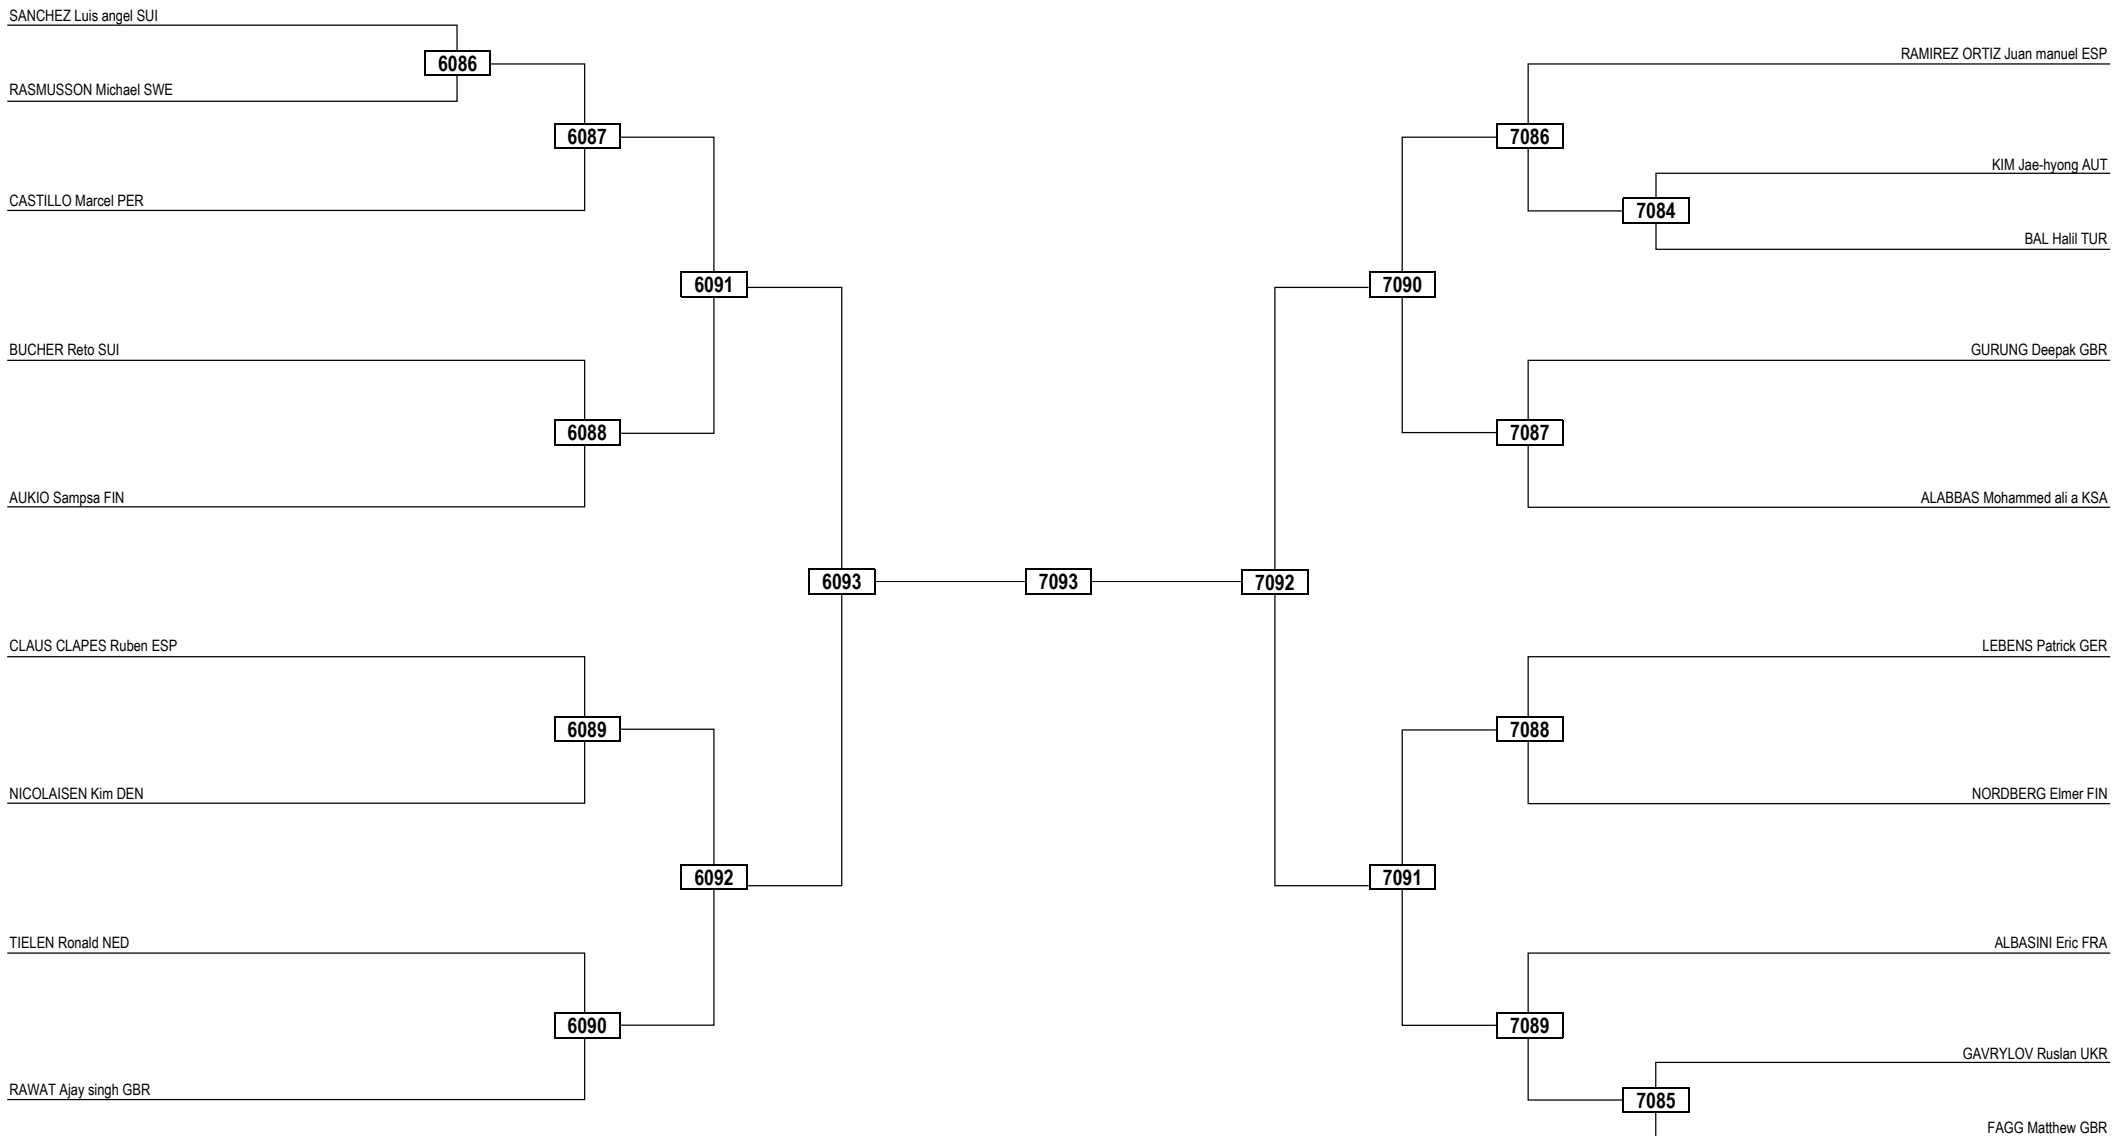 SANCHEZ Luis angel SUI
6086
RASMUSSON Michael SWE
6087
CASTILLO Marcel PER
6091
BUCHER Reto SUI
6088
AUKIO Sampsa FIN
6093
CLAUS CLAPES Ruben ESP
6089
NICOLAISEN Kim DEN
6092
TIELEN Ronald NED
6090
RAWAT Ajay singh GBR
7093
RAMIREZ ORTIZ Juan manuel ESP
7086
KIM Jae-hyong AUT
7084
BAL Halil TUR
7090
GURUNG Deepak GBR
7087
ALABBAS Mohammed ali a KSA
7092
LEBENS Patrick GER
7088
NORDBERG Elmer FIN
7091
ALBASINI Eric FRA
7089
GAVRYLOV Ruslan UKR
7085
FAGG Matthew GBR